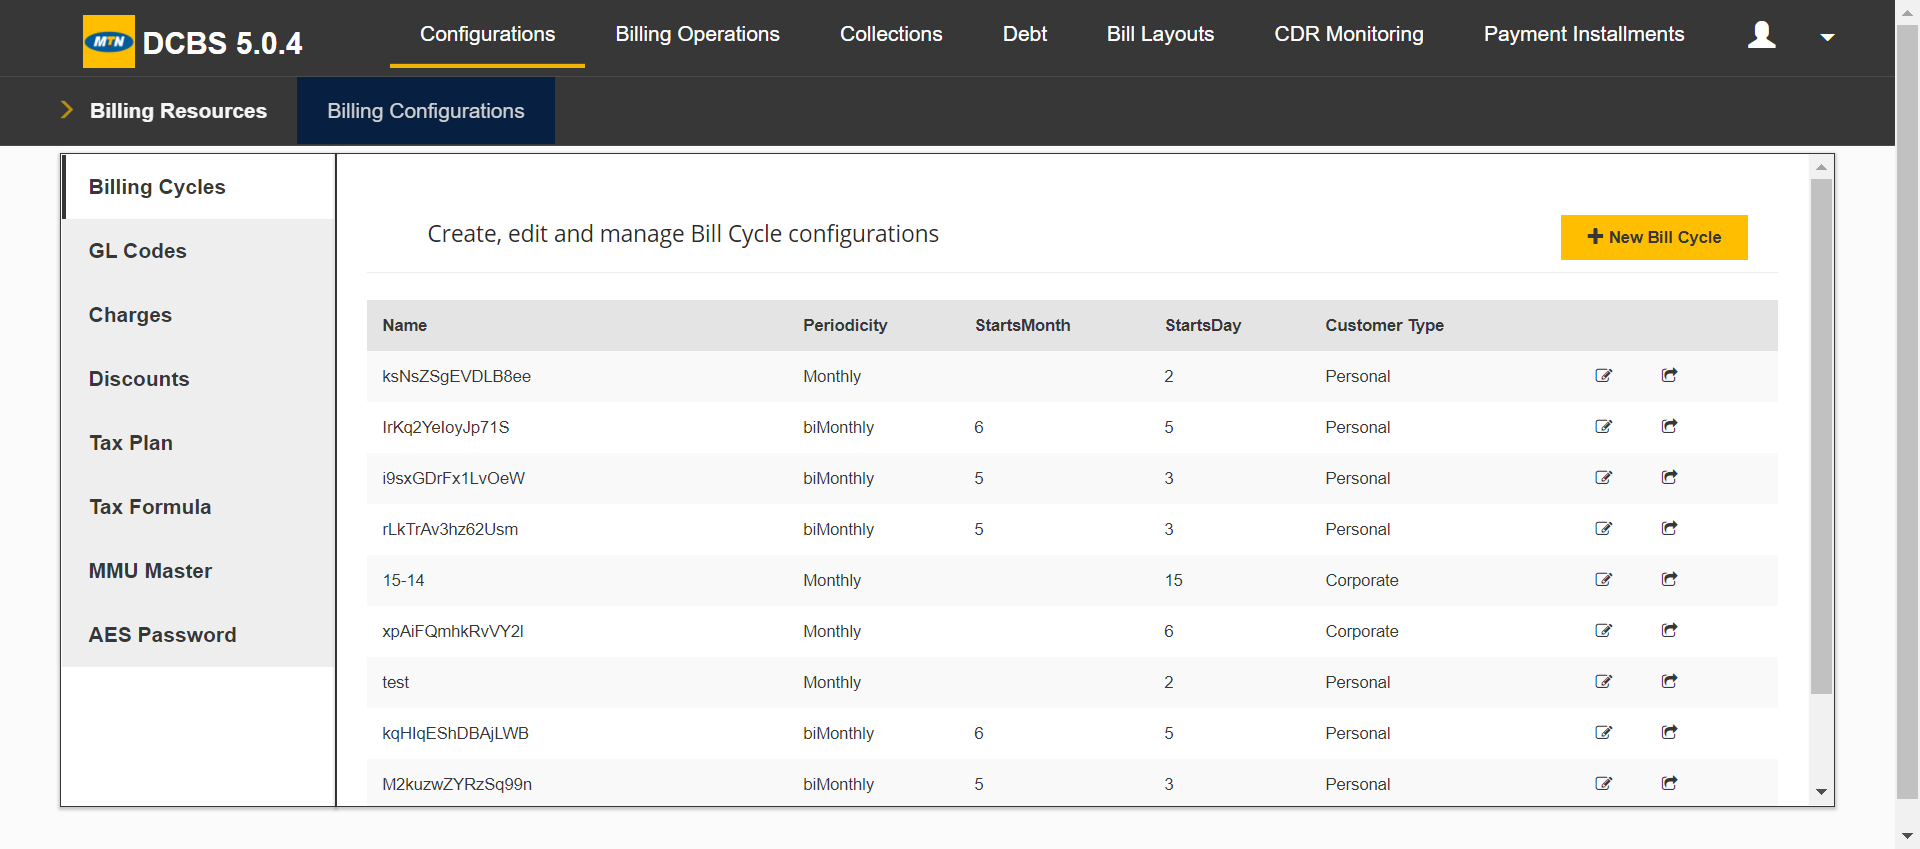 MTN DCBS 5.0.4 Configurations Billing Operations Collections Debt Bill Layouts CDR Monitoring Payment Installments
Billing Resources Billing Configurations
Billing Cycles
GL Codes
Charges
Discounts
Tax Plan
Tax Formula
MMU Master
AES Password
Create, edit and manage Bill Cycle configurations
New Bill Cycle
Name Periodicity StartsMonth StartsDay Customer Type
ksNsZSgEVDLB8ee Monthly 2 Personal
IrKq2YeloyJp71S biMonthly 6 5 Personal
i9sxGDrFx1LvOeW biMonthly 5 3 Personal
rLkTrAv3hz62Usm biMonthly 5 3 Personal
15-14 Monthly 15 Corporate
xpAiFQmhkRvVY2l Monthly 6 Corporate
test Monthly 2 Personal
kqHIqEShDBAjLWB biMonthly 6 5 Personal
M2kuzwZYRzSq99n biMonthly 5 3 Personal